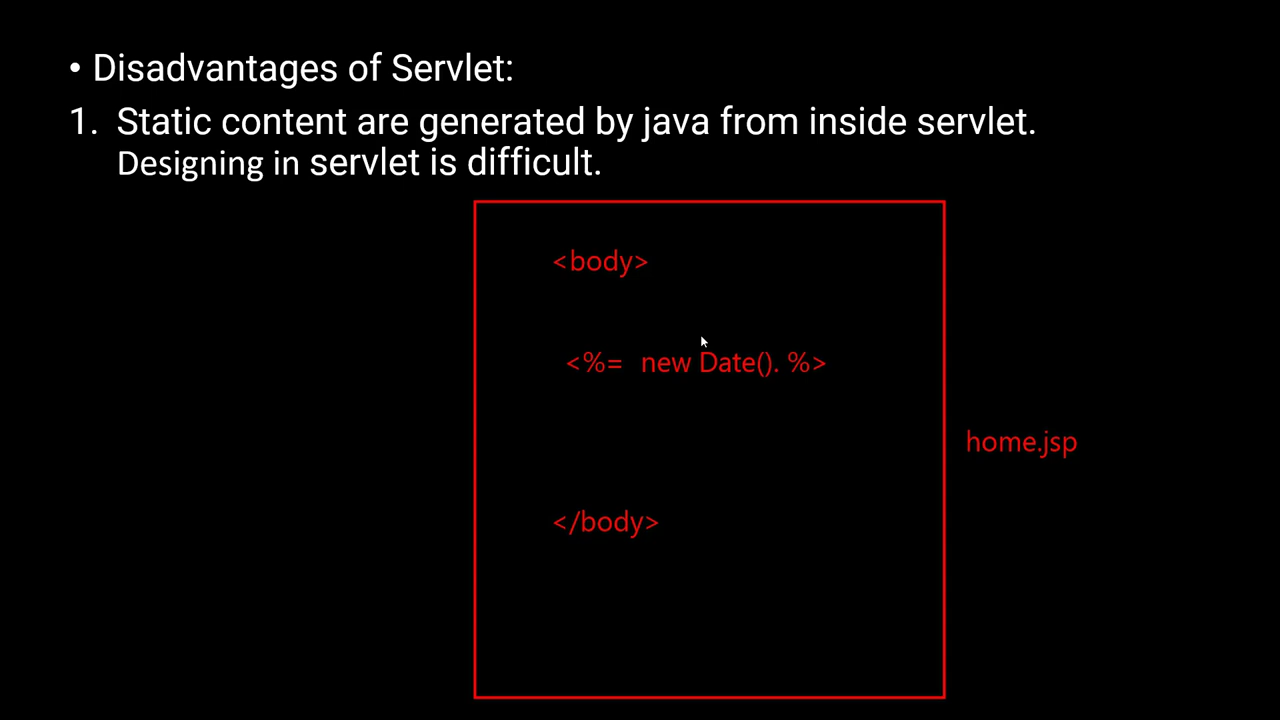 • Disadvantages of Servlet:
1. Static content are generated by java from inside servlet.
Designing in servlet is difficult.
<body>
<%= new Date(). %>
home.jsp
</body>